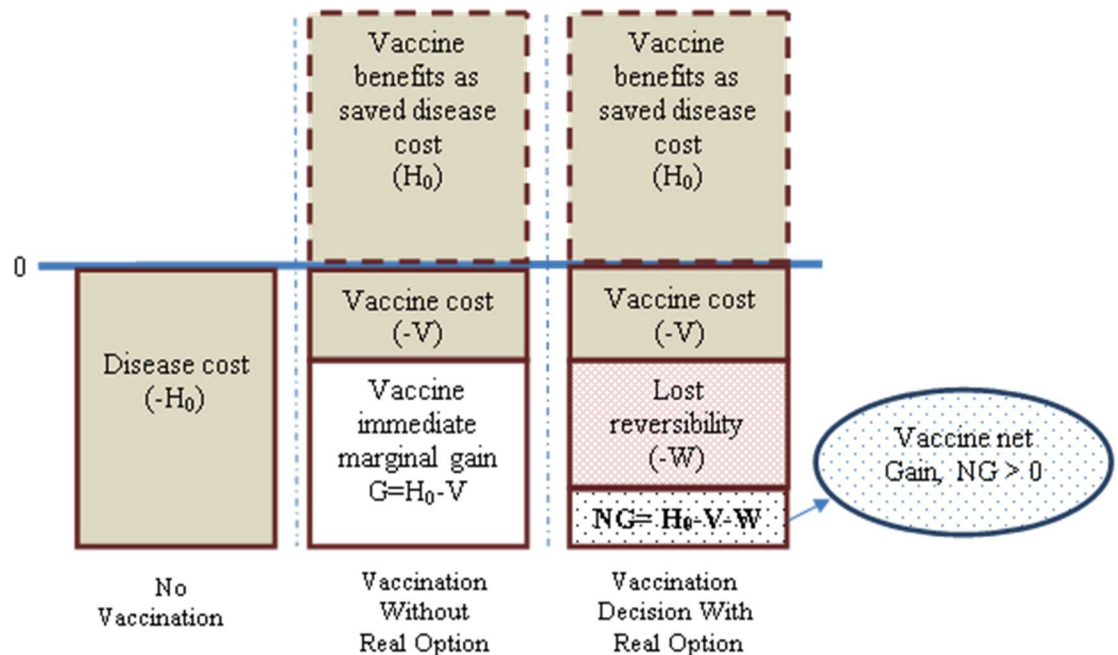 Vaccine
benefits as
saved disease
cost
(H₀)
Vaccine
benefits as
saved disease
cost
(H₀)
0
Disease cost
(-H₀)
Vaccine cost
(-V)
Vaccine
immediate
marginal gain
G=H₀-V
Vaccine cost
(-V)
Lost
reversibility
(-W)
NG= H₀-V-W
Vaccine net
Gain, NG > 0
No
Vaccination
Vaccination
Without
Real Option
Vaccination
Decision With
Real Option